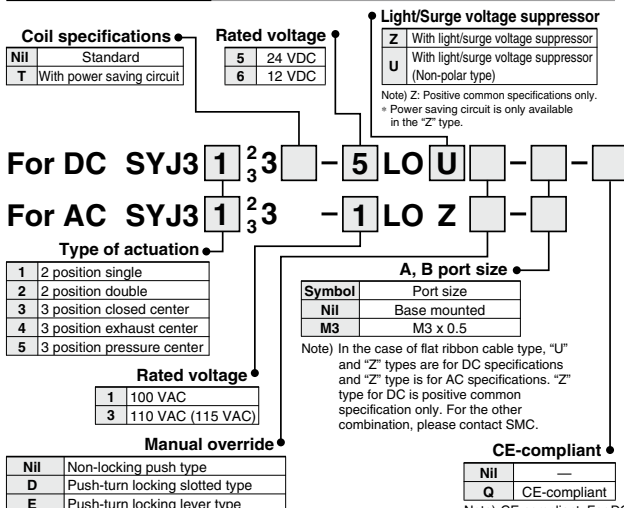 Light/Surge voltage suppressor
Z With light/surge voltage suppressor
U With light/surge voltage suppressor
(Non-polar type)
Note) Z: Positive common specifications only.
* Power saving circuit is only available
in the “Z” type.
Coil specifications
Nil Standard
T With power saving circuit
Rated voltage
5 24 VDC
6 12 VDC
For DC SYJ3 1 2 3 3 – 5 LO U – –
For AC SYJ3 1 2 3 3 – 1 LO Z –
Type of actuation
1 2 position single
2 2 position double
3 3 position closed center
4 3 position exhaust center
5 3 position pressure center
Rated voltage
1 100 VAC
3 110 VAC (115 VAC)
Manual override
Nil Non-locking push type
D Push-turn locking slotted type
E Push-turn locking lever type
A, B port size
Symbol Port size
Nil Base mounted
M3 M3 x 0.5
Note) In the case of flat ribbon cable type, “U”
and “Z” types are for DC specifications
and “Z” type is for AC specifications. “Z”
type for DC is positive common
specification only. For the other
combination, please contact SMC.
CE-compliant
Nil —
Q CE-compliant